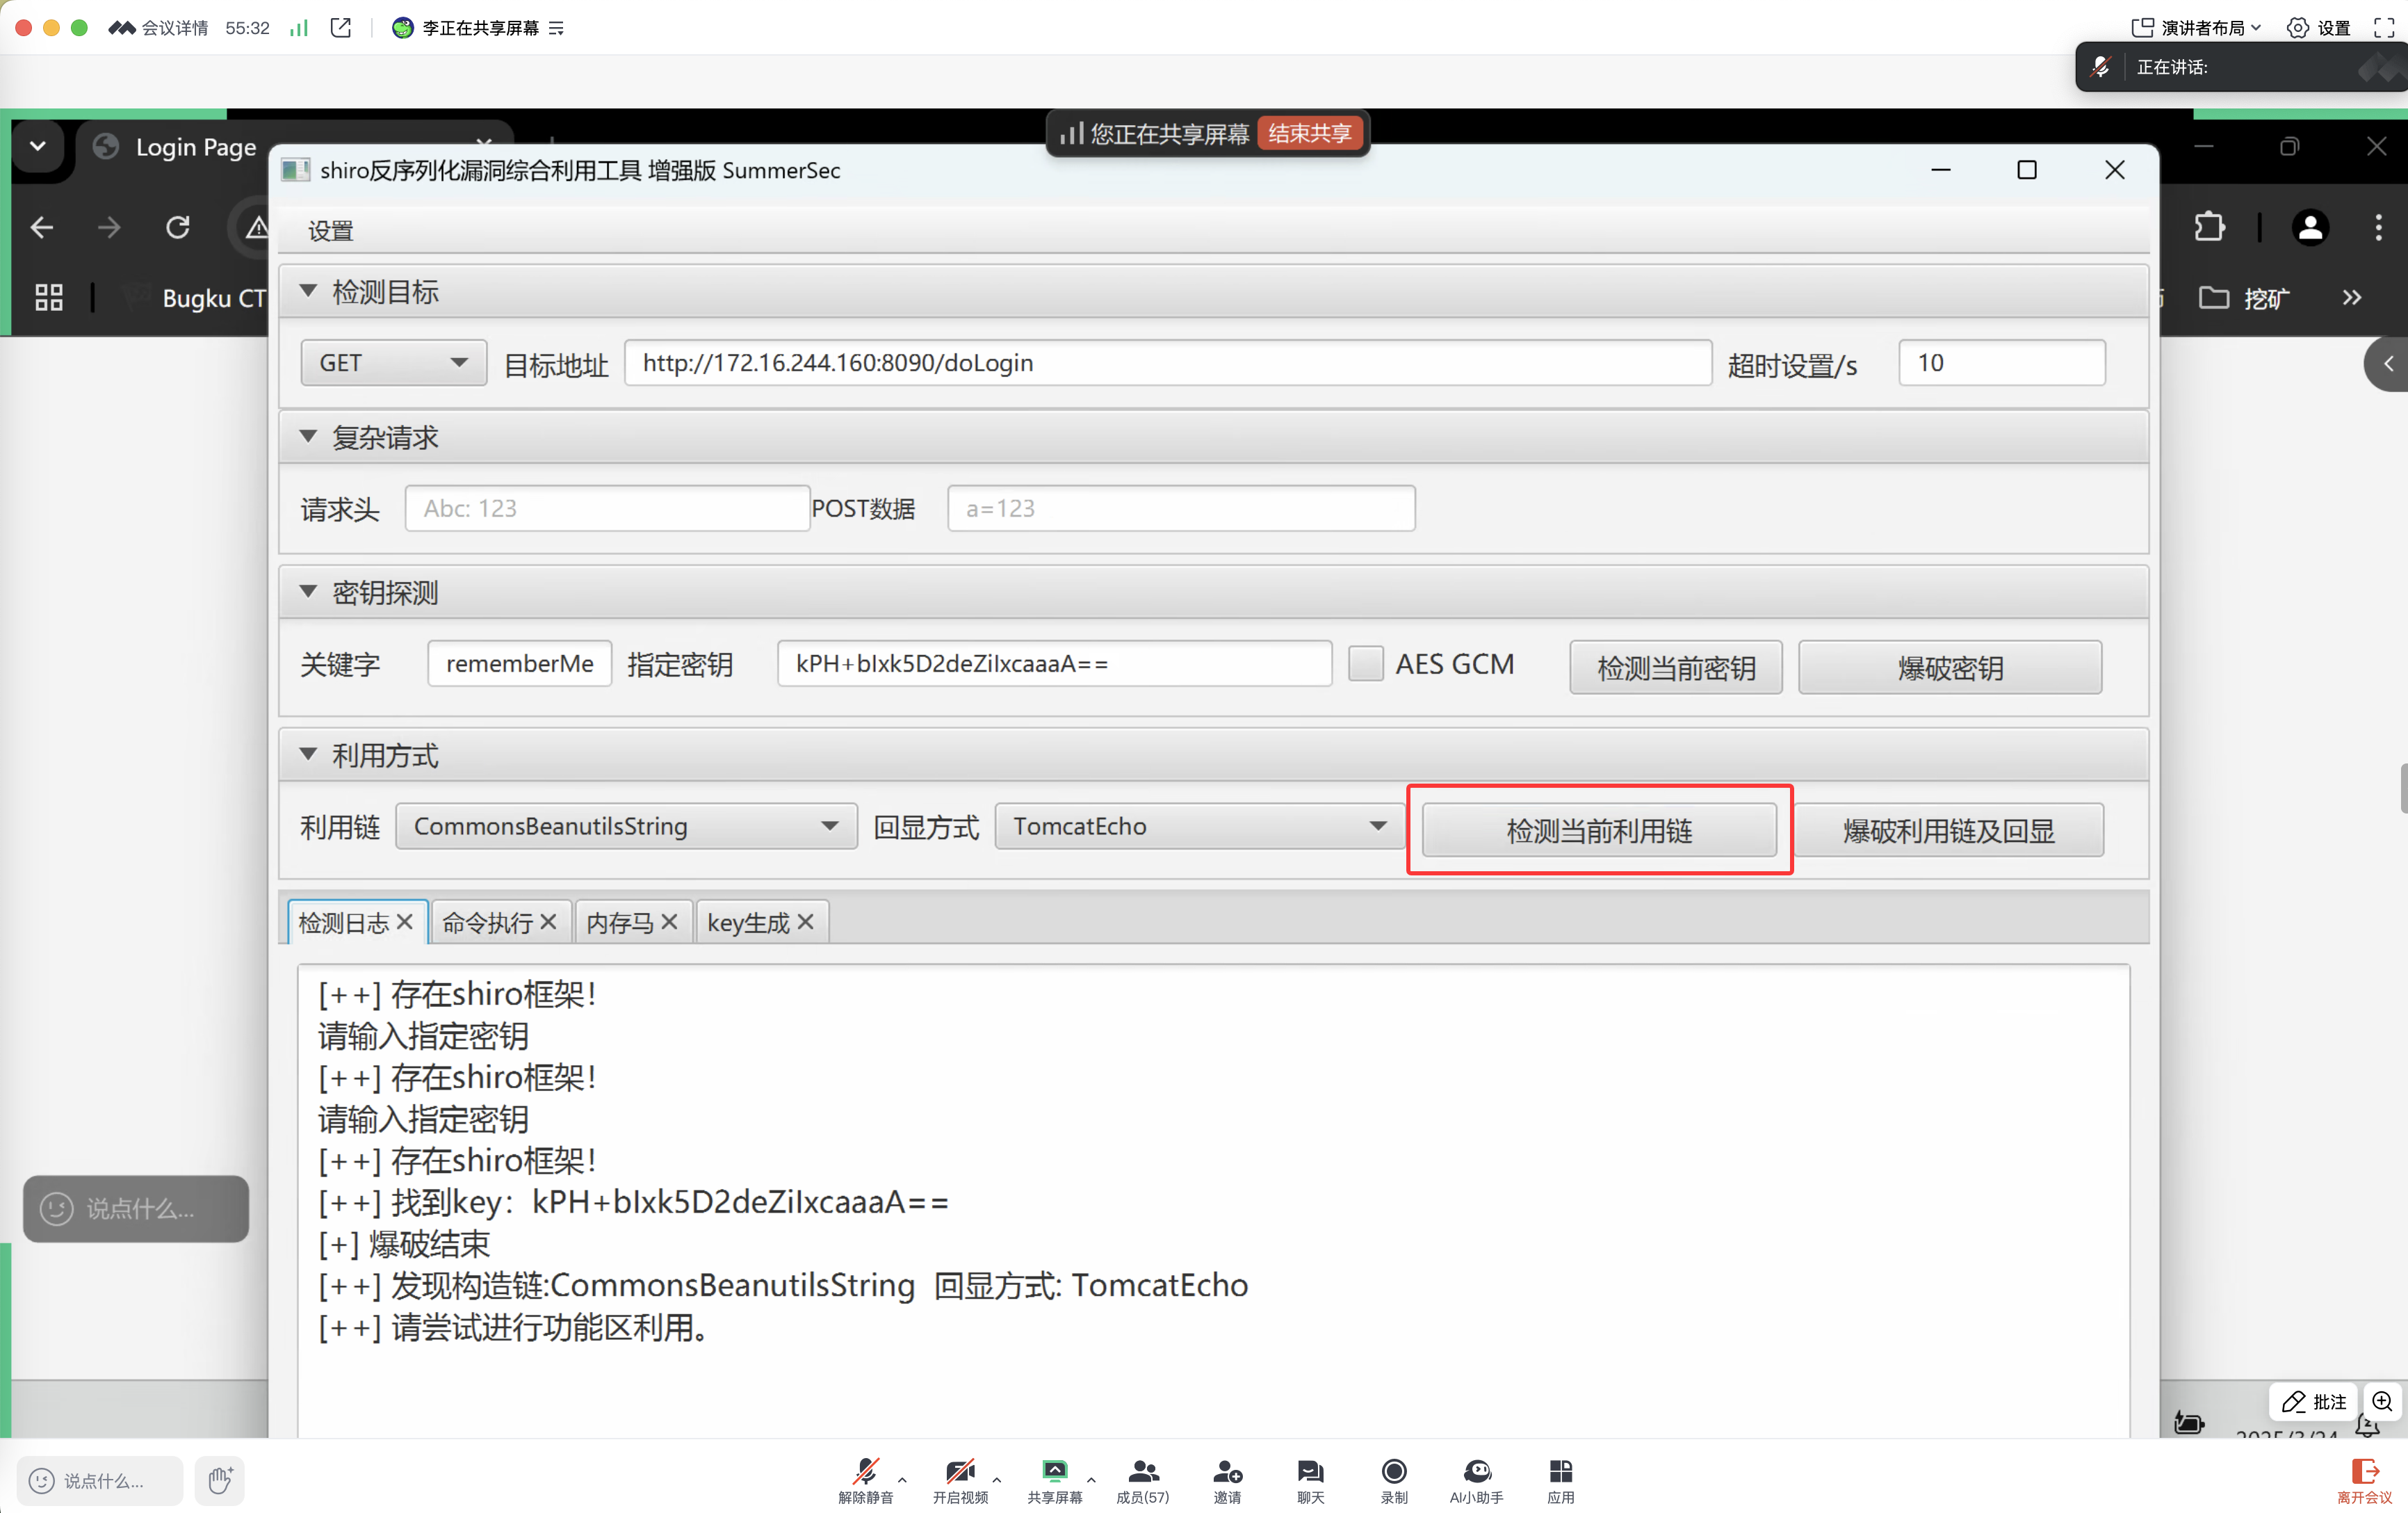 会议详情 55:32 李正在共享屏幕 演讲者布局 设置
正在讲话:
您正在共享屏幕 结束共享
Login Page
shiro反序列化漏洞综合利用工具 增强版 SummerSec
设置
Bugku CT
挖矿
检测目标
GET 目标地址 http://172.16.244.160:8090/doLogin 超时设置/s 10
复杂请求
请求头 Abc: 123 POST数据 a=123
密钥探测
关键字 rememberMe 指定密钥 kPH+bIxk5D2deZiIxcaaaA== AES GCM 检测当前密钥 爆破密钥
利用方式
利用链 CommonsBeanutilsString 回显方式 TomcatEcho 检测当前利用链 爆破利用链及回显
检测日志 命令执行 内存马 key生成
[++] 存在shiro框架！
请输入指定密钥
[++] 存在shiro框架！
请输入指定密钥
[++] 存在shiro框架！
[++] 找到key：kPH+bIxk5D2deZiIxcaaaA==
[+] 爆破结束
[++] 发现构造链:CommonsBeanutilsString 回显方式: TomcatEcho
[++] 请尝试进行功能区利用。
说点什么...
批注
2025/3/24
说点什么... 解除静音 开启视频 共享屏幕 成员(57) 邀请 聊天 录制 AI小助手 应用 离开会议